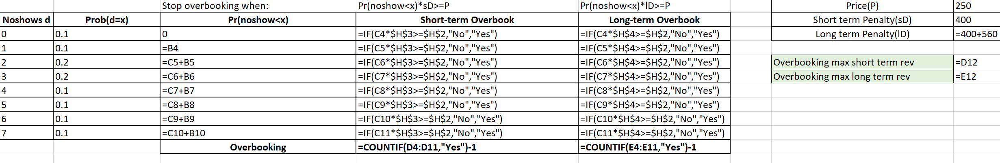 Stop overbooking when: Pr(noshow<x)*sD>=P Pr(noshow<x)*lD>=P Price(P) 250
Noshows d Prob(d=x) Pr(noshow<x) Short-term Overbook Long-term Overbook Short term Penalty(sD) 400
0 0.1 0 =IF(C4*$H$3>=$H$2,"No","Yes") =IF(C4*$H$4>=$H$2,"No","Yes") Long term Penalty(lD) =400+560
1 0.1 =B4 =IF(C5*$H$3>=$H$2,"No","Yes") =IF(C5*$H$4>=$H$2,"No","Yes")
2 0.2 =C5+B5 =IF(C6*$H$3>=$H$2,"No","Yes") =IF(C6*$H$4>=$H$2,"No","Yes") Overbooking max short term rev =D12
3 0.2 =C6+B6 =IF(C7*$H$3>=$H$2,"No","Yes") =IF(C7*$H$4>=$H$2,"No","Yes") Overbooking max long term rev =E12
4 0.1 =C7+B7 =IF(C8*$H$3>=$H$2,"No","Yes") =IF(C8*$H$4>=$H$2,"No","Yes")
5 0.1 =C8+B8 =IF(C9*$H$3>=$H$2,"No","Yes") =IF(C9*$H$4>=$H$2,"No","Yes")
6 0.1 =C9+B9 =IF(C10*$H$3>=$H$2,"No","Yes") =IF(C10*$H$4>=$H$2,"No","Yes")
7 0.1 =C10+B10 =IF(C11*$H$3>=$H$2,"No","Yes") =IF(C11*$H$4>=$H$2,"No","Yes")
Overbooking =COUNTIF(D4:D11,"Yes")-1 =COUNTIF(E4:E11,"Yes")-1